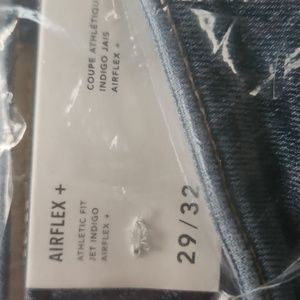 AIRFLEX +
ATHLETIC FIT
JET INDIGO
AIRFLEX +
29/32
COUPE ATHLÉTIQUE
INDIGO JAIS
AIRFLEX +